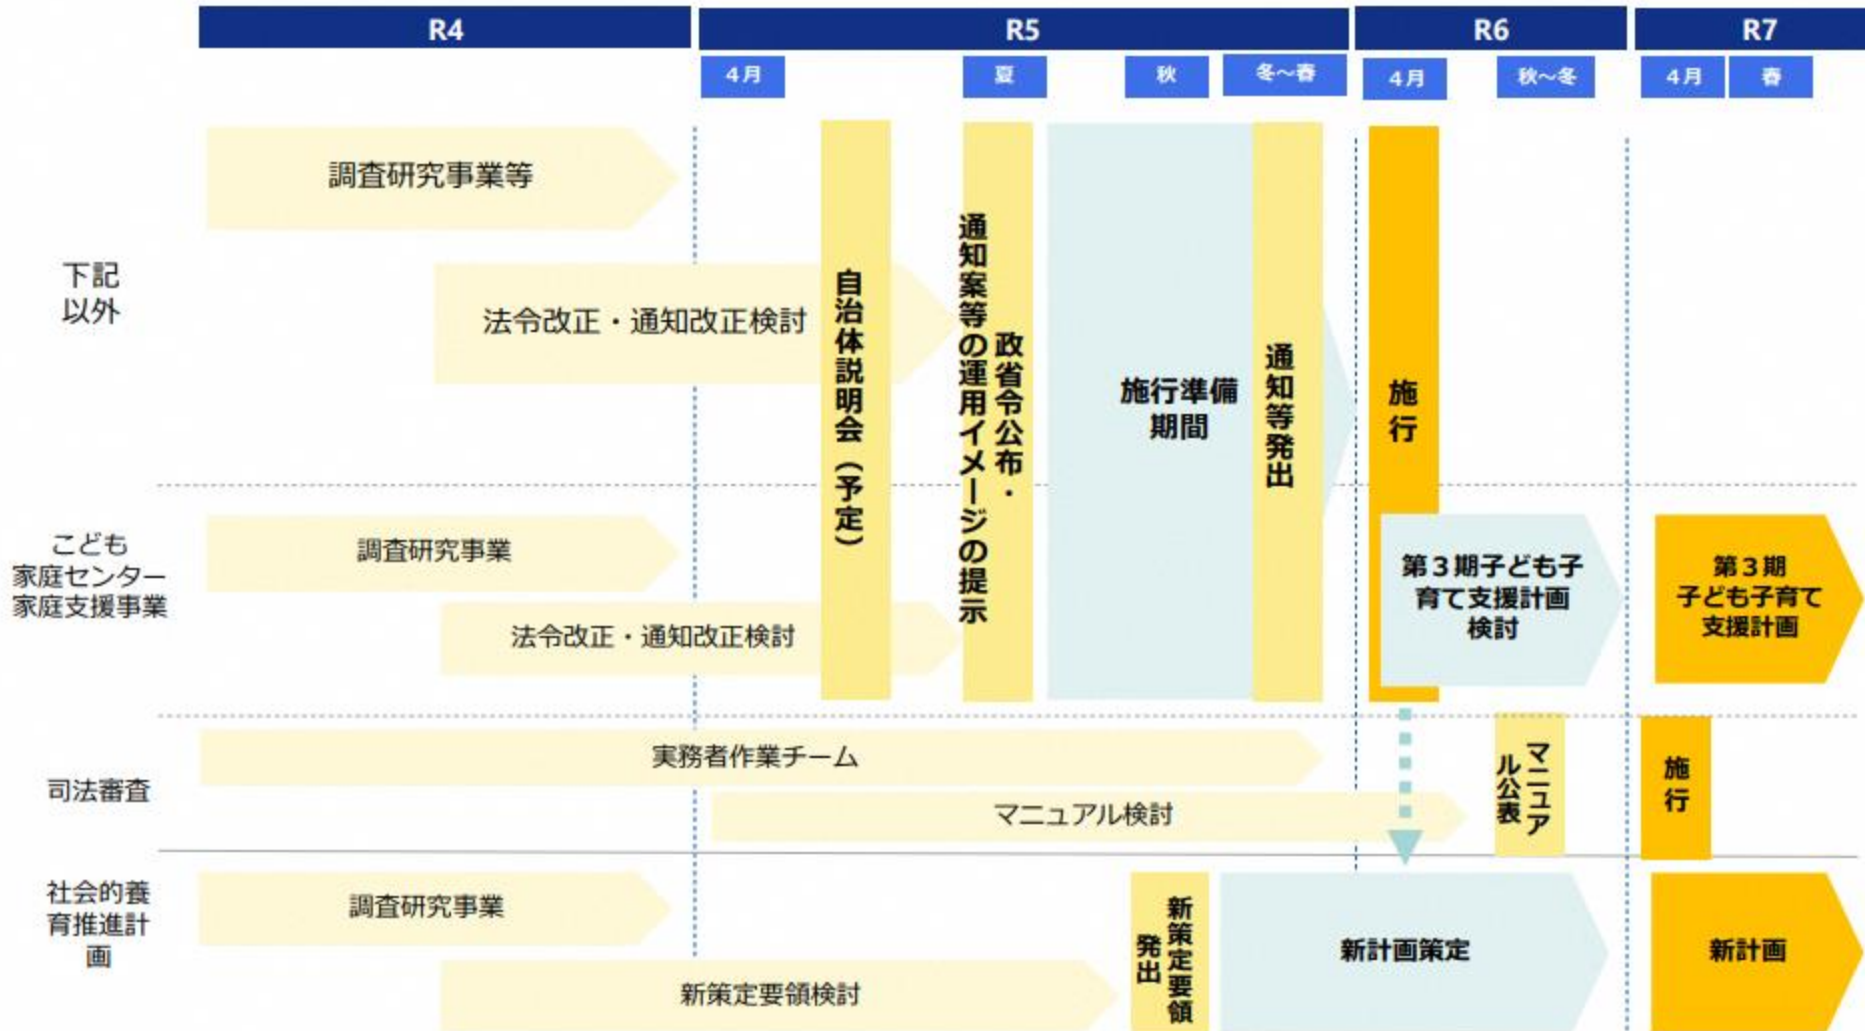 R4
R5
R6
R7
4月
夏
秋
冬～春
4月
秋～冬
4月
春
下記
以外
調査研究事業等
法令改正・通知改正検討
自治体説明会（予定）
政省令公布・
通知案等の運用イメージの提示
施行準備
期間
通知等発出
施行
こども
家庭センター
家庭支援事業
調査研究事業
法令改正・通知改正検討
第３期子ども子
育て支援計画
検討
第３期
子ども子育て
支援計画
司法審査
実務者作業チーム
マニュアル検討
マニュア
ル公表
施行
社会的養
育推進計
画
調査研究事業
新策定要領検討
新策定要領
発出
新計画策定
新計画